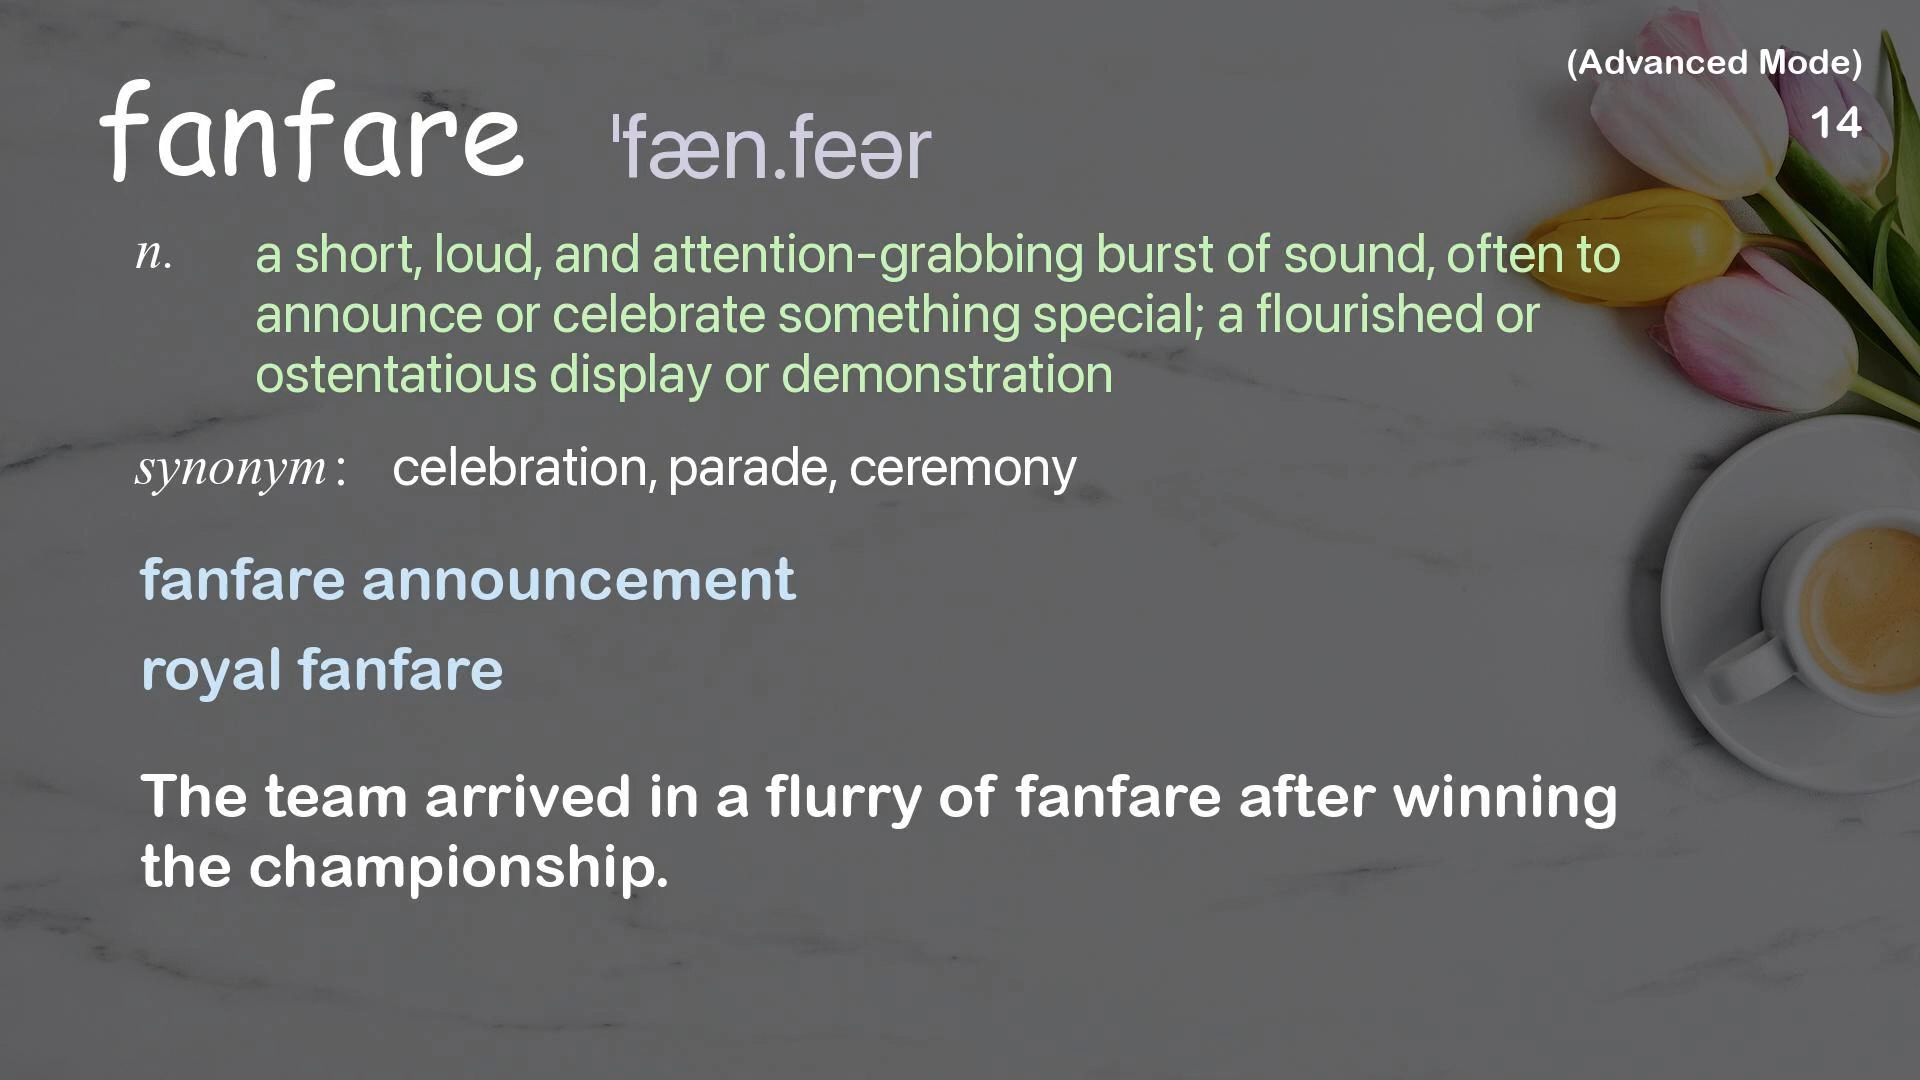 (Advanced Mode)
14
fanfare ˈfæn.feər
n. a short, loud, and attention-grabbing burst of sound, often to
announce or celebrate something special; a flourished or
ostentatious display or demonstration
synonym: celebration, parade, ceremony
fanfare announcement
royal fanfare
The team arrived in a flurry of fanfare after winning
the championship.